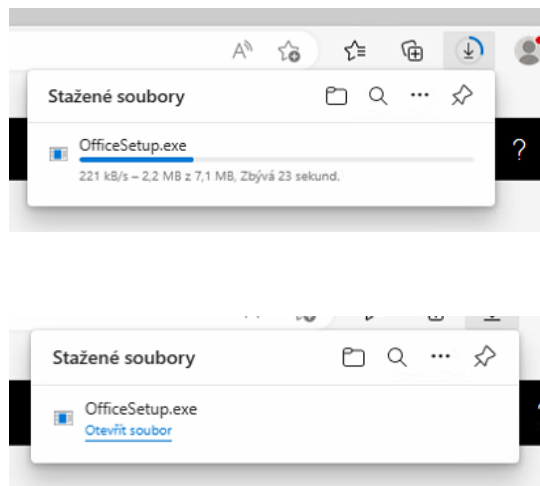 Stažené soubory
OfficeSetup.exe
221 kB/s – 2,2 MB z 7,1 MB, Zbývá 23 sekund.
?
Stažené soubory
OfficeSetup.exe
Otevřít soubor